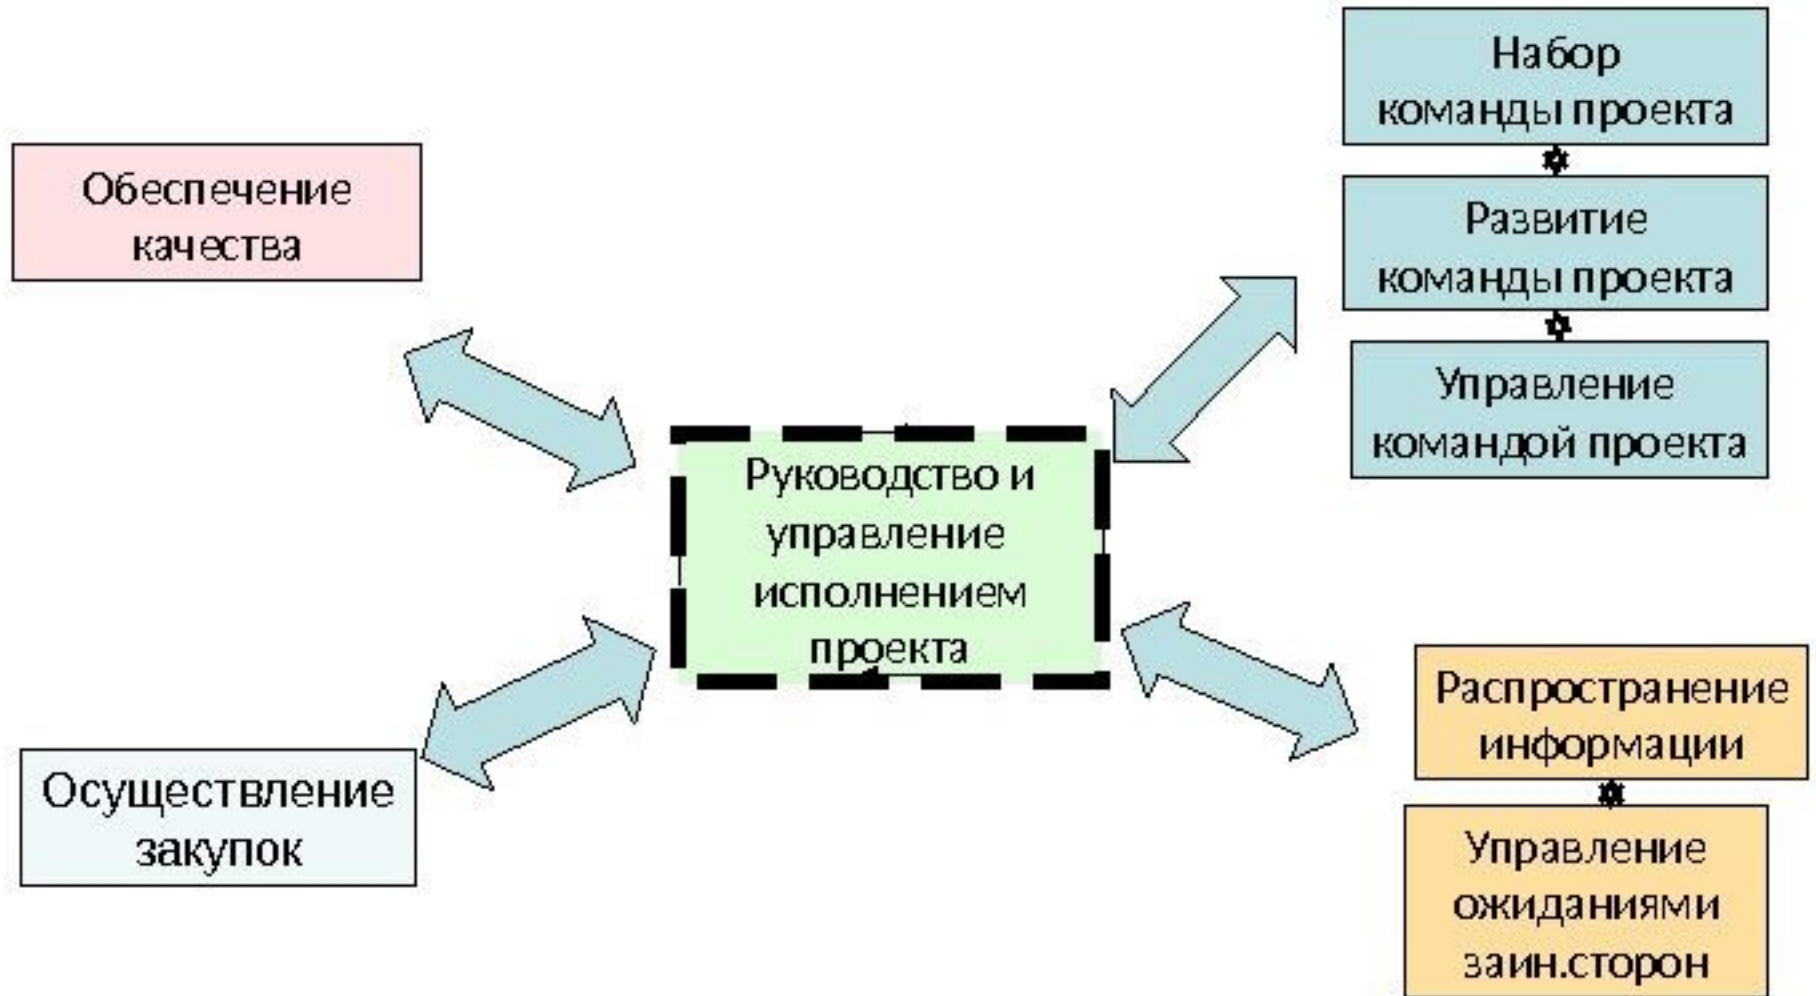 Набор
команды проекта
Обеспечение
качества
Развитие
команды проекта
Управление
командой проекта
Руководство и
управление
исполнением
проекта
Распространение
информации
Осуществление
закупок
Управление
ожиданиями
заин.сторон